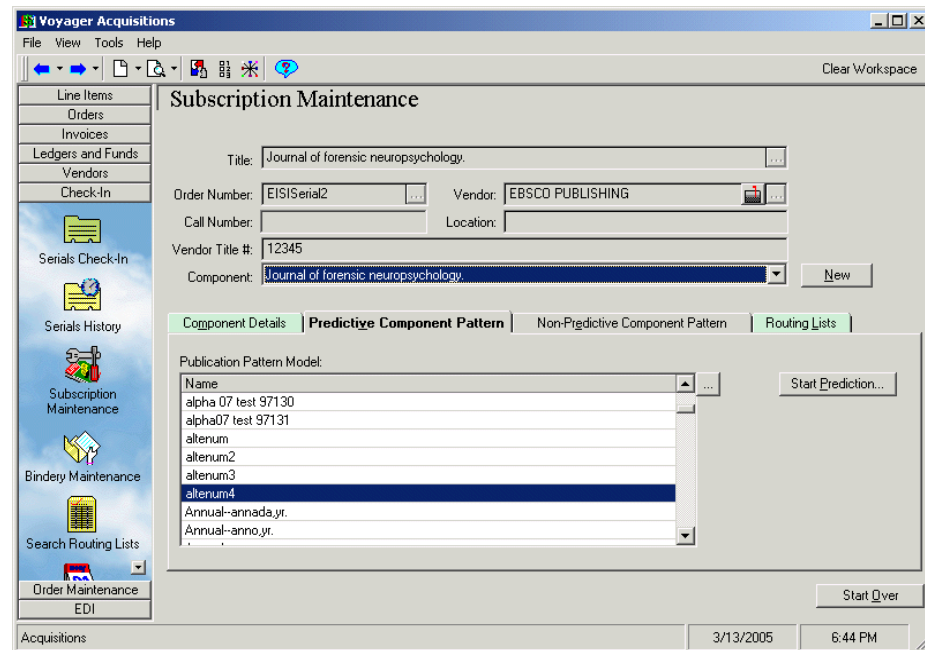 Voyager Acquisitions
File View Tools Help
Clear Workspace
Line Items
Orders
Invoices
Ledgers and Funds
Vendors
Check-In
Serials Check-In
Serials History
Subscription
Maintenance
Bindery Maintenance
Search Routing Lists
Order Maintenance
EDI
Subscription Maintenance
Title: Journal of forensic neuropsychology. ...
Order Number: EISISerial2 ... Vendor: EBSCO PUBLISHING ...
Call Number: Location:
Vendor Title #: 12345
Component: Journal of forensic neuropsychology. New
Component Details Predictive Component Pattern Non-Predictive Component Pattern Routing Lists
Publication Pattern Model:
Name ... Start Prediction...
alpha 07 test 97130
alpha07 test 97131
altenum
altenum2
altenum3
altenum4
Annual--annada,yr.
Annual--anno,yr.
Start Over
Acquisitions 3/13/2005 6:44 PM